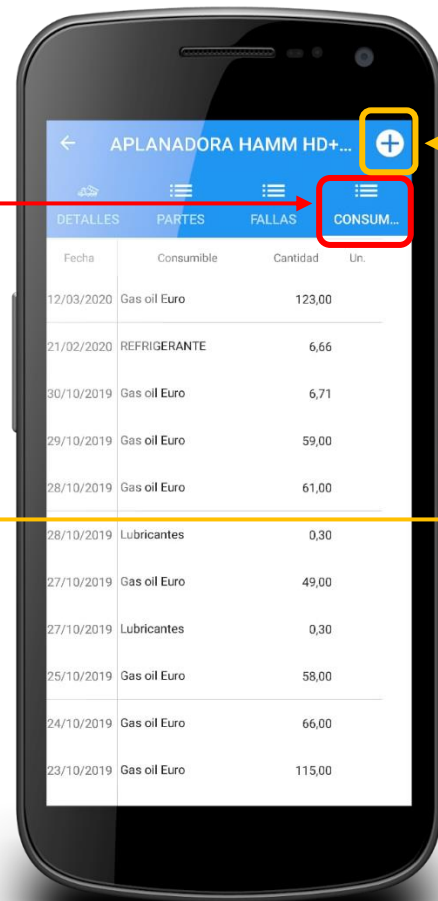 APLANADORA HAMM HD+...
DETALLES PARTES FALLAS CONSUM...
Fecha Consumible Cantidad Un.
12/03/2020 Gas oil Euro 123,00
21/02/2020 REFRIGERANTE 6,66
30/10/2019 Gas oil Euro 6,71
29/10/2019 Gas oil Euro 59,00
28/10/2019 Gas oil Euro 61,00
28/10/2019 Lubricantes 0,30
27/10/2019 Gas oil Euro 49,00
27/10/2019 Lubricantes 0,30
25/10/2019 Gas oil Euro 58,00
24/10/2019 Gas oil Euro 66,00
23/10/2019 Gas oil Euro 115,00